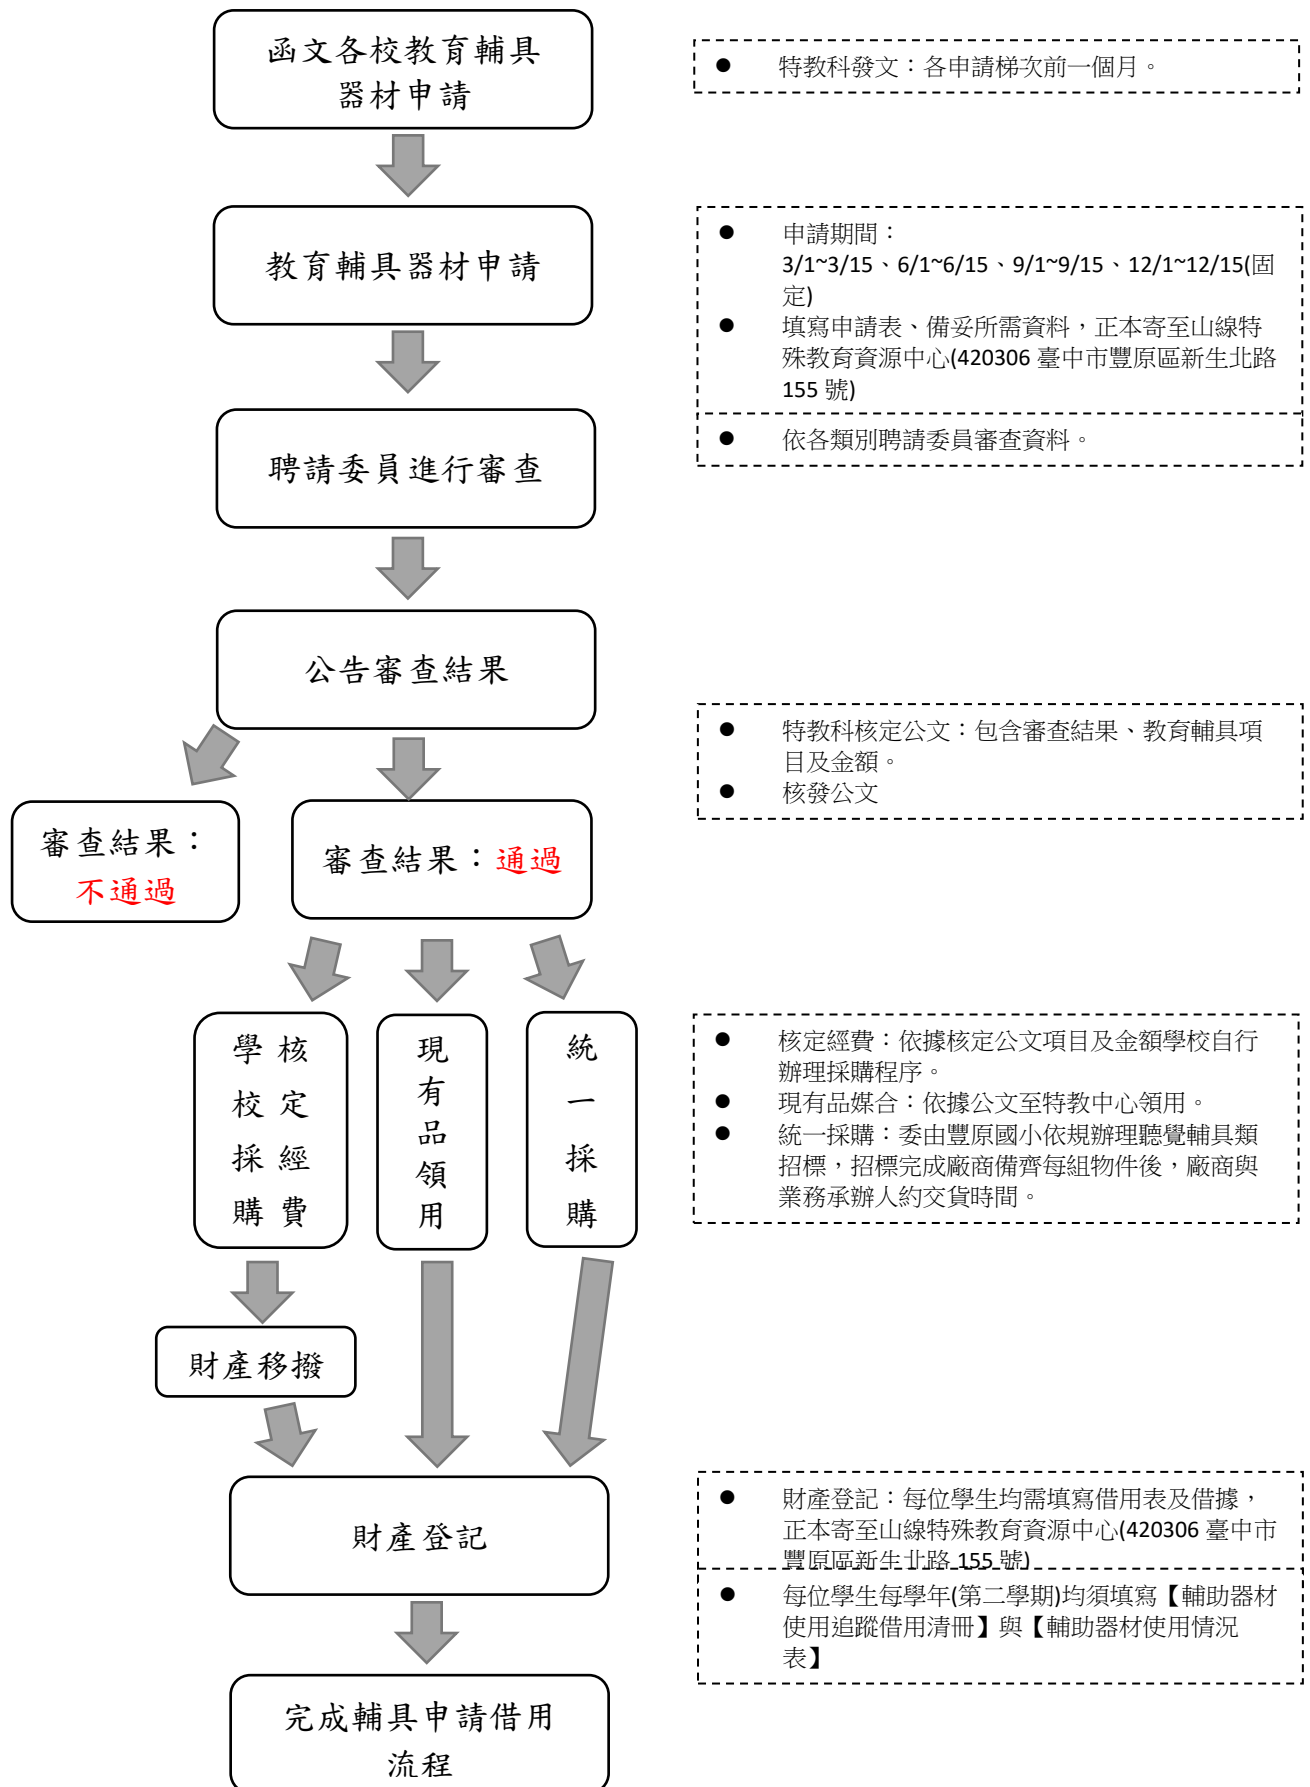 函文各校教育輔具
器材申請
● 特教科發文：各申請梯次前一個月。
教育輔具器材申請
● 申請期間：
3/1~3/15、6/1~6/15、9/1~9/15、12/1~12/15(固
定)
● 填寫申請表、備妥所需資料，正本寄至山線特
殊教育資源中心(420306 臺中市豐原區新生北路
155 號)
聘請委員進行審查
● 依各類別聘請委員審查資料。
公告審查結果
● 特教科核定公文：包含審查結果、教育輔具項
目及金額。
● 核發公文
審查結果：
不通過
審查結果：通過
核定經費
學校採購
現有品領用
統一採購
● 核定經費：依據核定公文項目及金額學校自行
辦理採購程序。
● 現有品媒合：依據公文至特教中心領用。
● 統一採購：委由豐原國小依規辦理聽覺輔具類
招標，招標完成廠商備齊每組物件後，廠商與
業務承辦人約交貨時間。
財產移撥
財產登記
● 財產登記：每位學生均需填寫借用表及借據，
正本寄至山線特殊教育資源中心(420306 臺中市
豐原區新生北路 155 號)
● 每位學生每學年(第二學期)均須填寫【輔助器材
使用追蹤借用清冊】與【輔助器材使用情況
表】
完成輔具申請借用
流程